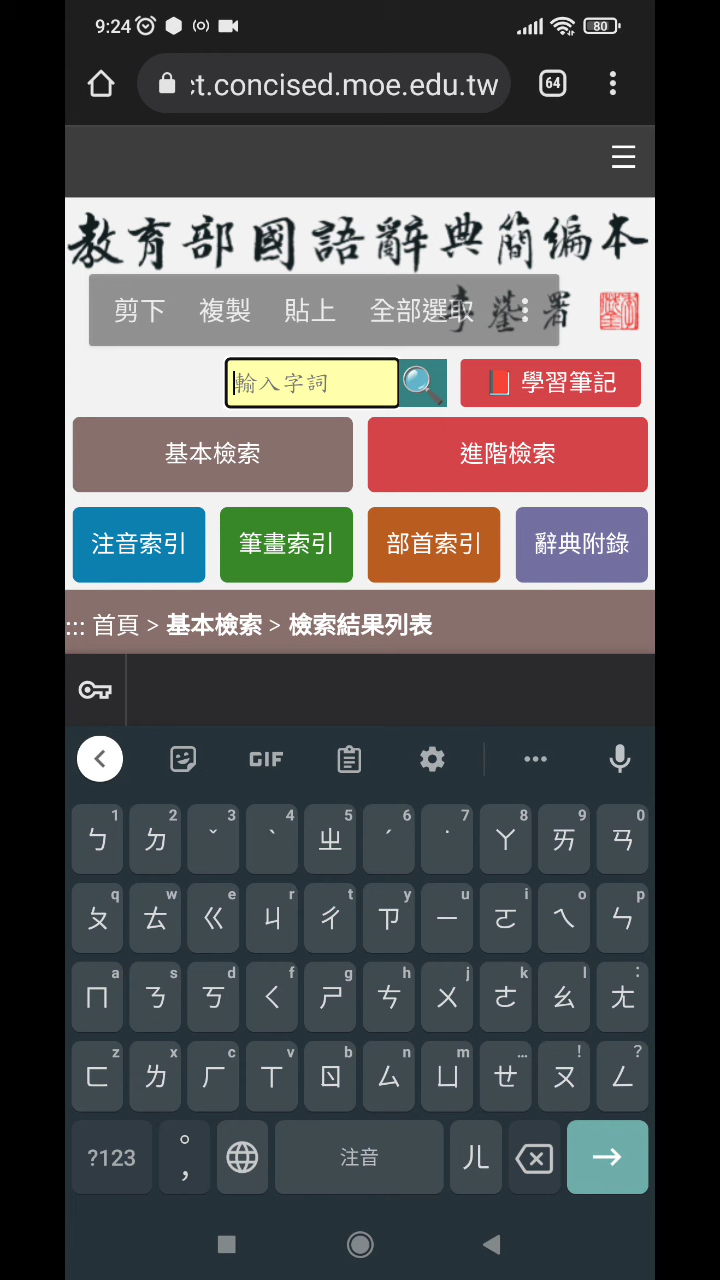 9:24 80
ct.concised.moe.edu.tw 64
教育部國語辭典簡編本
剪下 複製 貼上 全部選取
署
輸入字詞 學習筆記
基本檢索 進階檢索
注音索引 筆畫索引 部首索引 辭典附錄
::: 首頁 > 基本檢索 > 檢索結果列表
GIF
1 2 3 4 5 6 7 8 9 0
ㄅ ㄉ ˇ ˋ ㄓ ˊ ˙ ㄚ ㄞ ㄢ
q w e r t y u i o p
ㄆ ㄊ ㄍ ㄐ ㄔ ㄗ ㄧ ㄛ ㄟ ㄣ
a s d f g h j k l :
ㄇ ㄋ ㄎ ㄑ ㄕ ㄘ ㄨ ㄜ ㄠ ㄤ
z x c v b n m … ! ?
ㄈ ㄌ ㄏ ㄒ ㄖ ㄙ ㄩ ㄝ ㄡ ㄥ
?123 。 , 注音 ㄦ